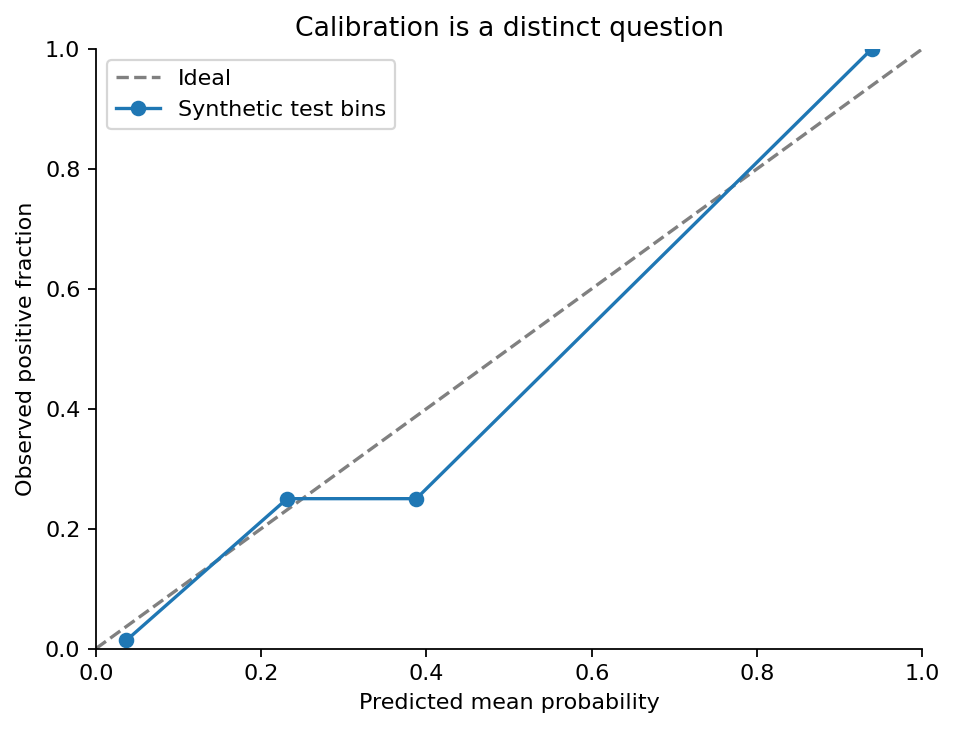 Calibration is a distinct question
Ideal
Synthetic test bins
Observed positive fraction
1.0
0.8
0.6
0.4
0.2
0.0
0.0 0.2 0.4 0.6 0.8 1.0
Predicted mean probability